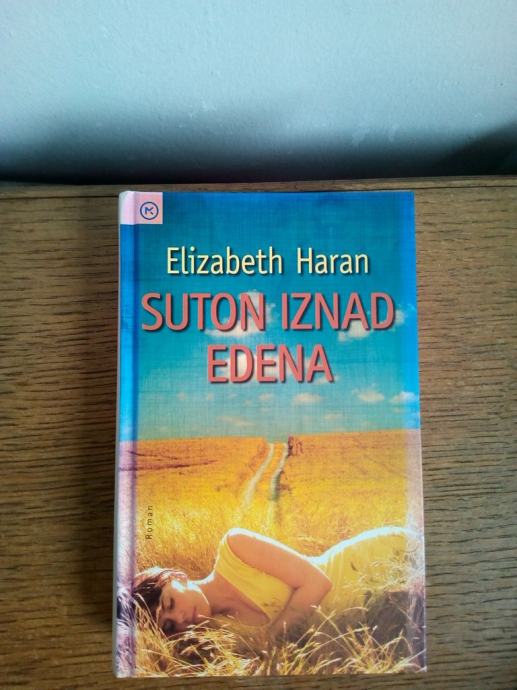 Elizabeth Haran
SUTON IZNAD
EDENA
Roman